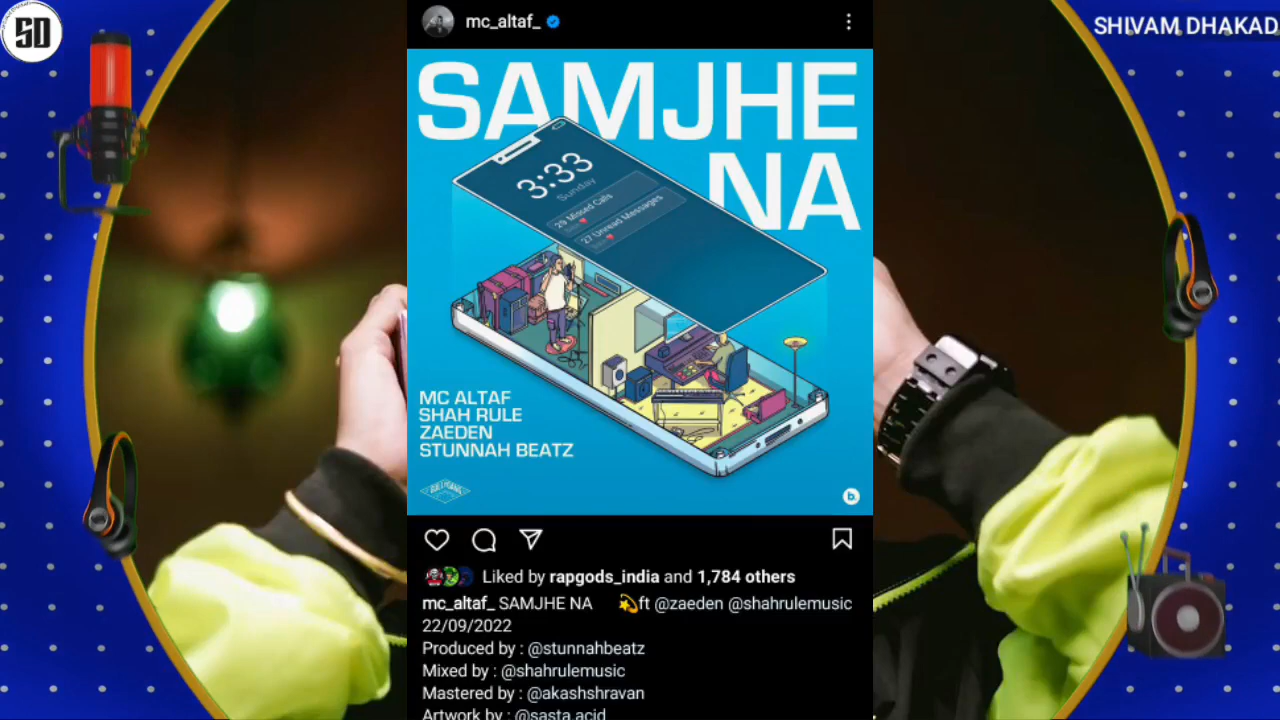 SD
SHIVAM DHAKAD
mc_altaf_
SAMJHE
NA
3:33
Sunday
29 Missed Calls
27 Unread Messages
MC ALTAF
SHAH RULE
ZAEDEN
STUNNAH BEATZ
b
Liked by rapgods_india and 1,784 others
mc_altaf_ SAMJHE NA 💫ft @zaeden @shahrulemusic
22/09/2022
Produced by : @stunnahbeatz
Mixed by : @shahrulemusic
Mastered by : @akashshravan
Artwork by : @sasta.acid